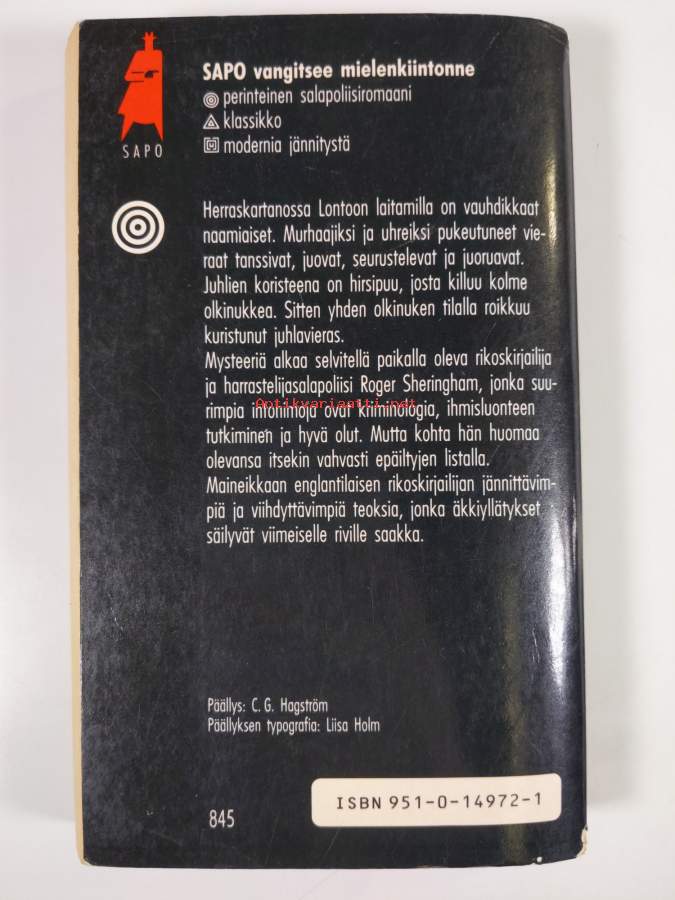 SAPO vangitsee mielenkiintonne
perinteinen salapoliisiromaani
klassikko
modernia jännitystä
SAPO
Herraskartanossa Lontoon laitamilla on vauhdikkaat
naamiaiset. Murhaajiksi ja uhreiksi pukeutuneet vie-
raat tanssivat, juovat, seurustelevat ja juoruavat.
Juhlien koristeena on hirsipuu, josta killuu kolme
olkinukkea. Sitten yhden olkinuken tilalla roikkuu
kuristunut juhlavieras.
Mysteeriä alkaa selvitellä paikalla oleva rikoskirjailija
ja harrastelijasalapoliisi Roger Sheringham, jonka suu-
Antikvariaatti.net
rimpia intohimoja ovat kriminologia, ihmisluonteen
tutkiminen ja hyvä olut. Mutta kohta hän huomaa
olevansa itsekin vahvasti epäiltyjen listalla.
Maineikkaan englantilaisen rikoskirjailijan jännittävim-
piä ja viihdyttävimpiä teoksia, jonka äkkiyllätykset
säilyvät viimeiselle riville saakka.
Päällys: C. G. Hagström
Päällyksen typografia: Liisa Holm
ISBN 951-0-14972-1
845